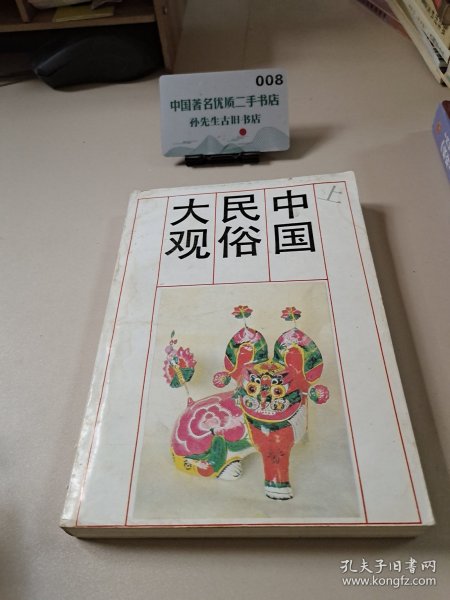 008
中国著名优质二手书店
孙先生古旧书店
中国
民俗
大观
上
孔夫子旧书网
www.kongfz.com